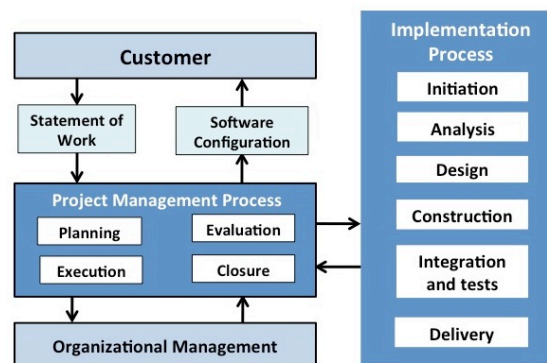 Customer
Statement of
Work
Software
Configuration
Project Management Process
Planning
Evaluation
Execution
Closure
Organizational Management
Implementation
Process
Initiation
Analysis
Design
Construction
Integration
and tests
Delivery